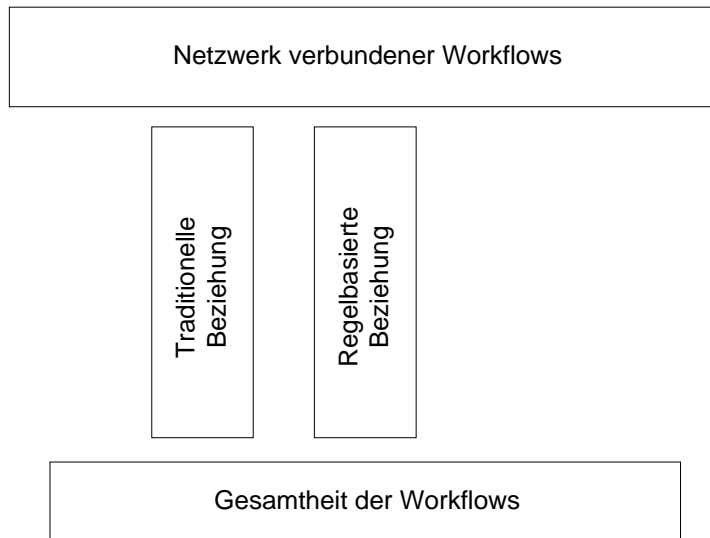 Netzwerk verbundener Workflows
Traditionelle
Beziehung
Regelbasierte
Beziehung
Gesamtheit der Workflows